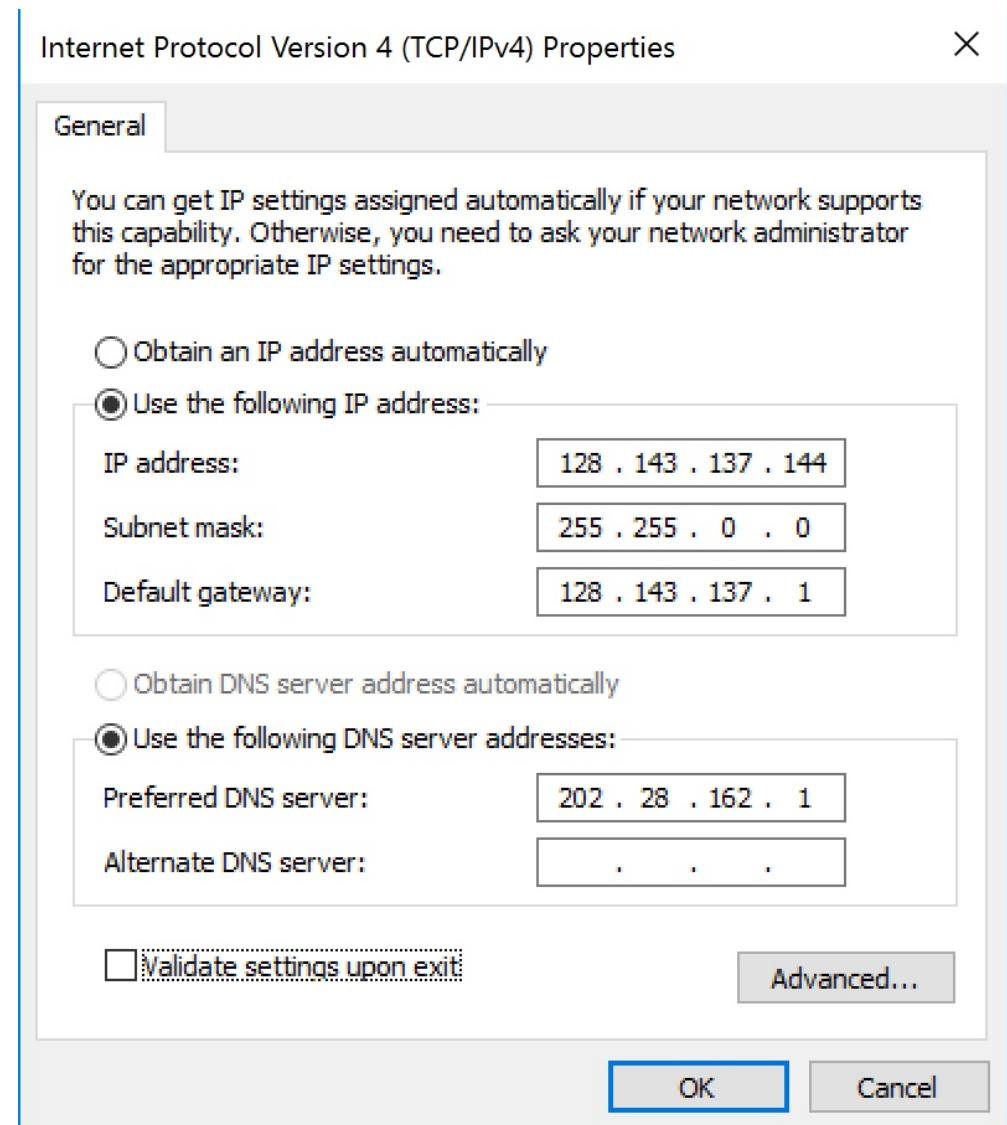 Internet Protocol Version 4 (TCP/IPv4) Properties
General
You can get IP settings assigned automatically if your network supports
this capability. Otherwise, you need to ask your network administrator
for the appropriate IP settings.
Obtain an IP address automatically
Use the following IP address:
IP address: 128 . 143 . 137 . 144
Subnet mask: 255 . 255 . 0 . 0
Default gateway: 128 . 143 . 137 . 1
Obtain DNS server address automatically
Use the following DNS server addresses:
Preferred DNS server: 202 . 28 . 162 . 1
Alternate DNS server: . . .
Validate settings upon exit
Advanced...
OK Cancel